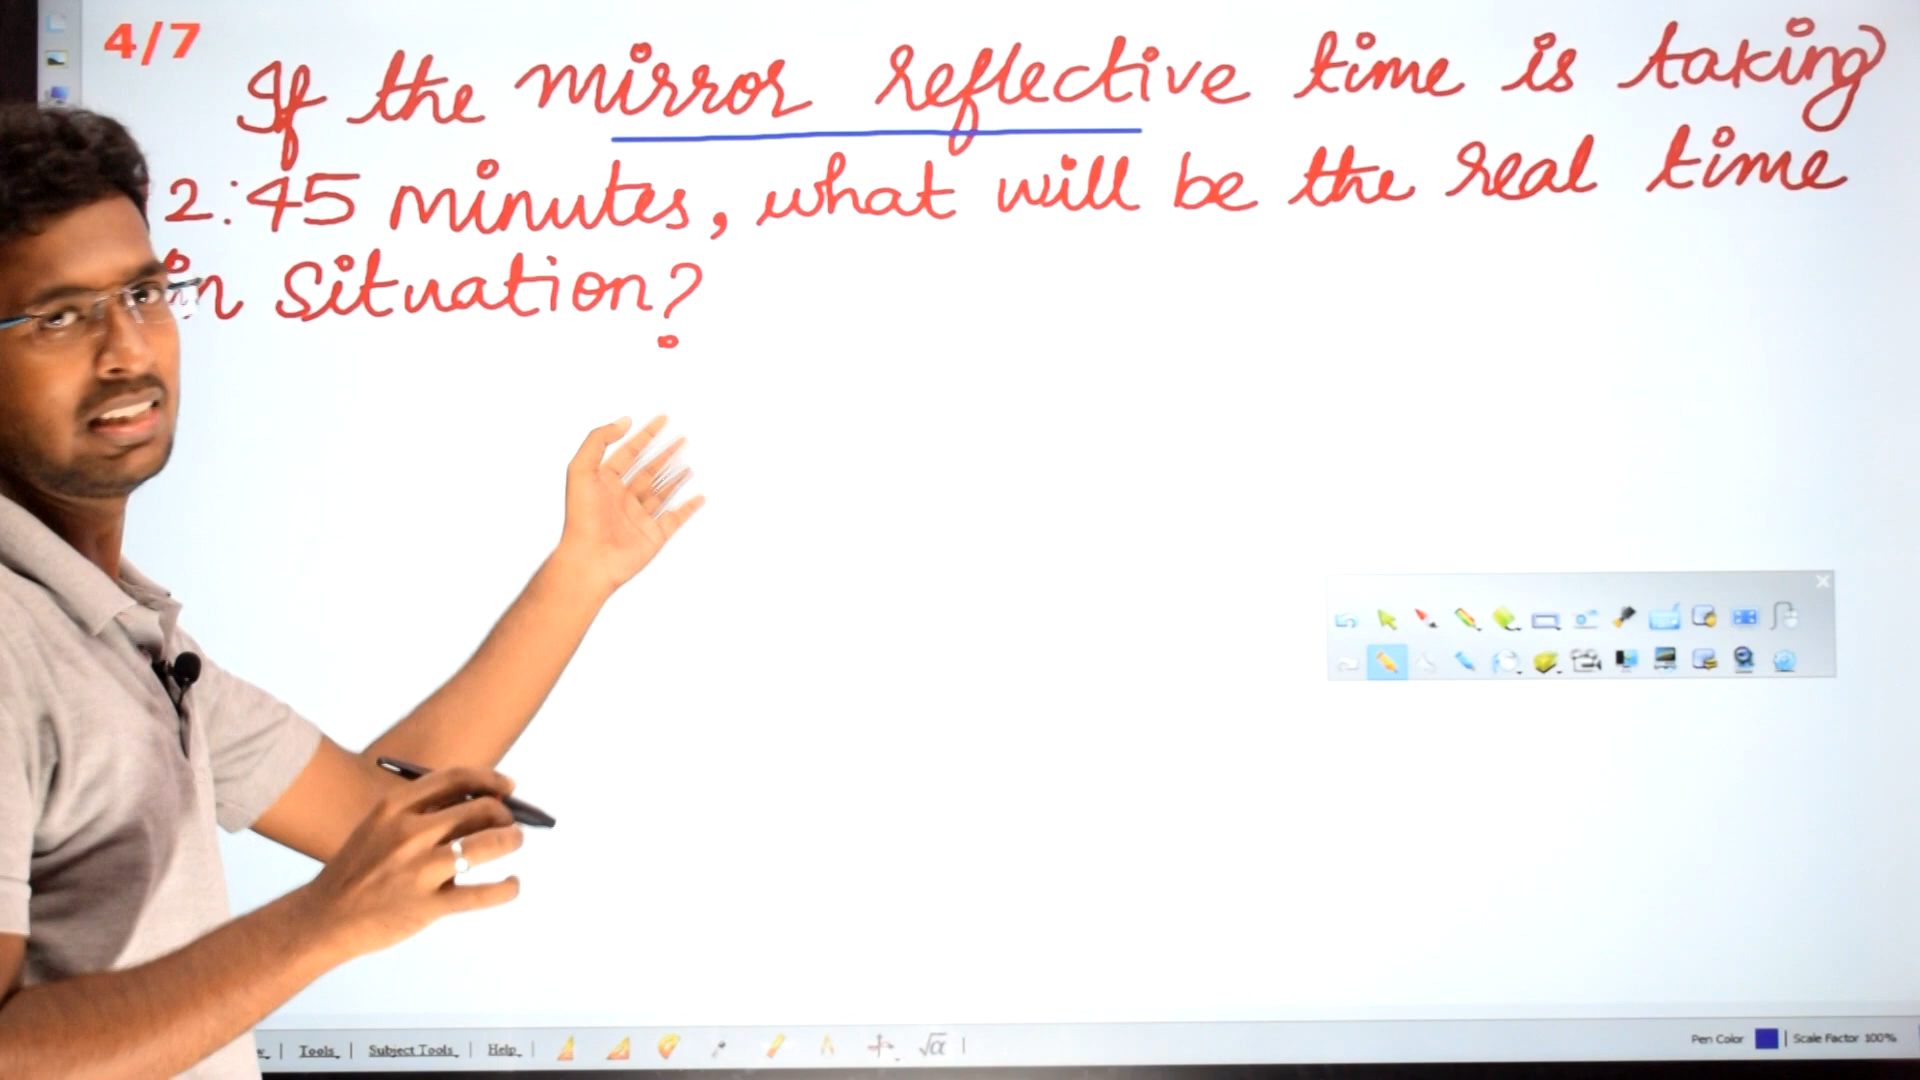 4/7
If the mirror reflective time is taking
2:45 minutes, what will be the real time
in situation?
Tools
Subject Tools
Help
√α
Pen Color
Scale Factor 100%